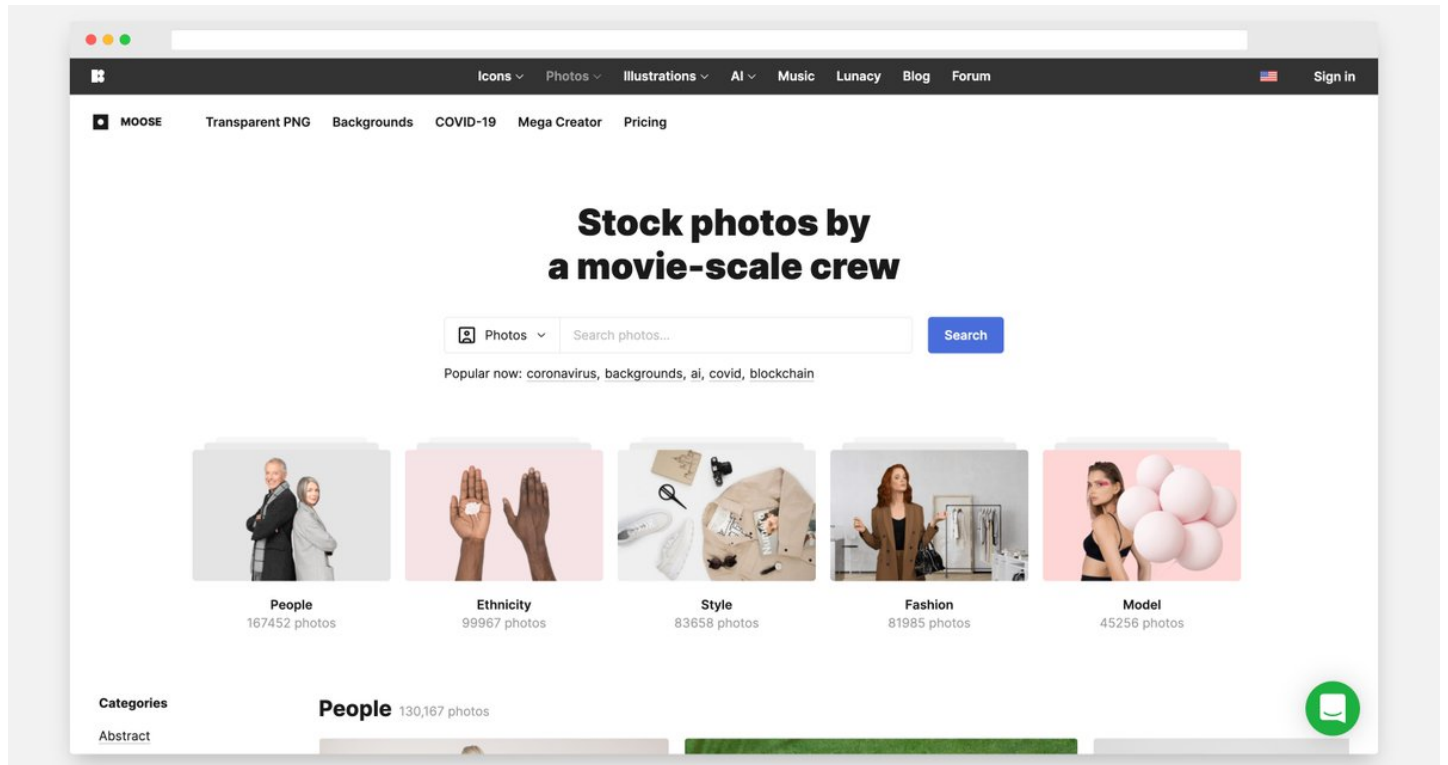 Icons Photos Illustrations AI Music Lunacy Blog Forum Sign in
MOOSE Transparent PNG Backgrounds COVID-19 Mega Creator Pricing
Stock photos by
a movie-scale crew
Photos Search photos... Search
Popular now: coronavirus, backgrounds, ai, covid, blockchain
People Ethnicity Style Fashion Model
167452 photos 99967 photos 83658 photos 81985 photos 45256 photos
Categories People 130,167 photos
Abstract